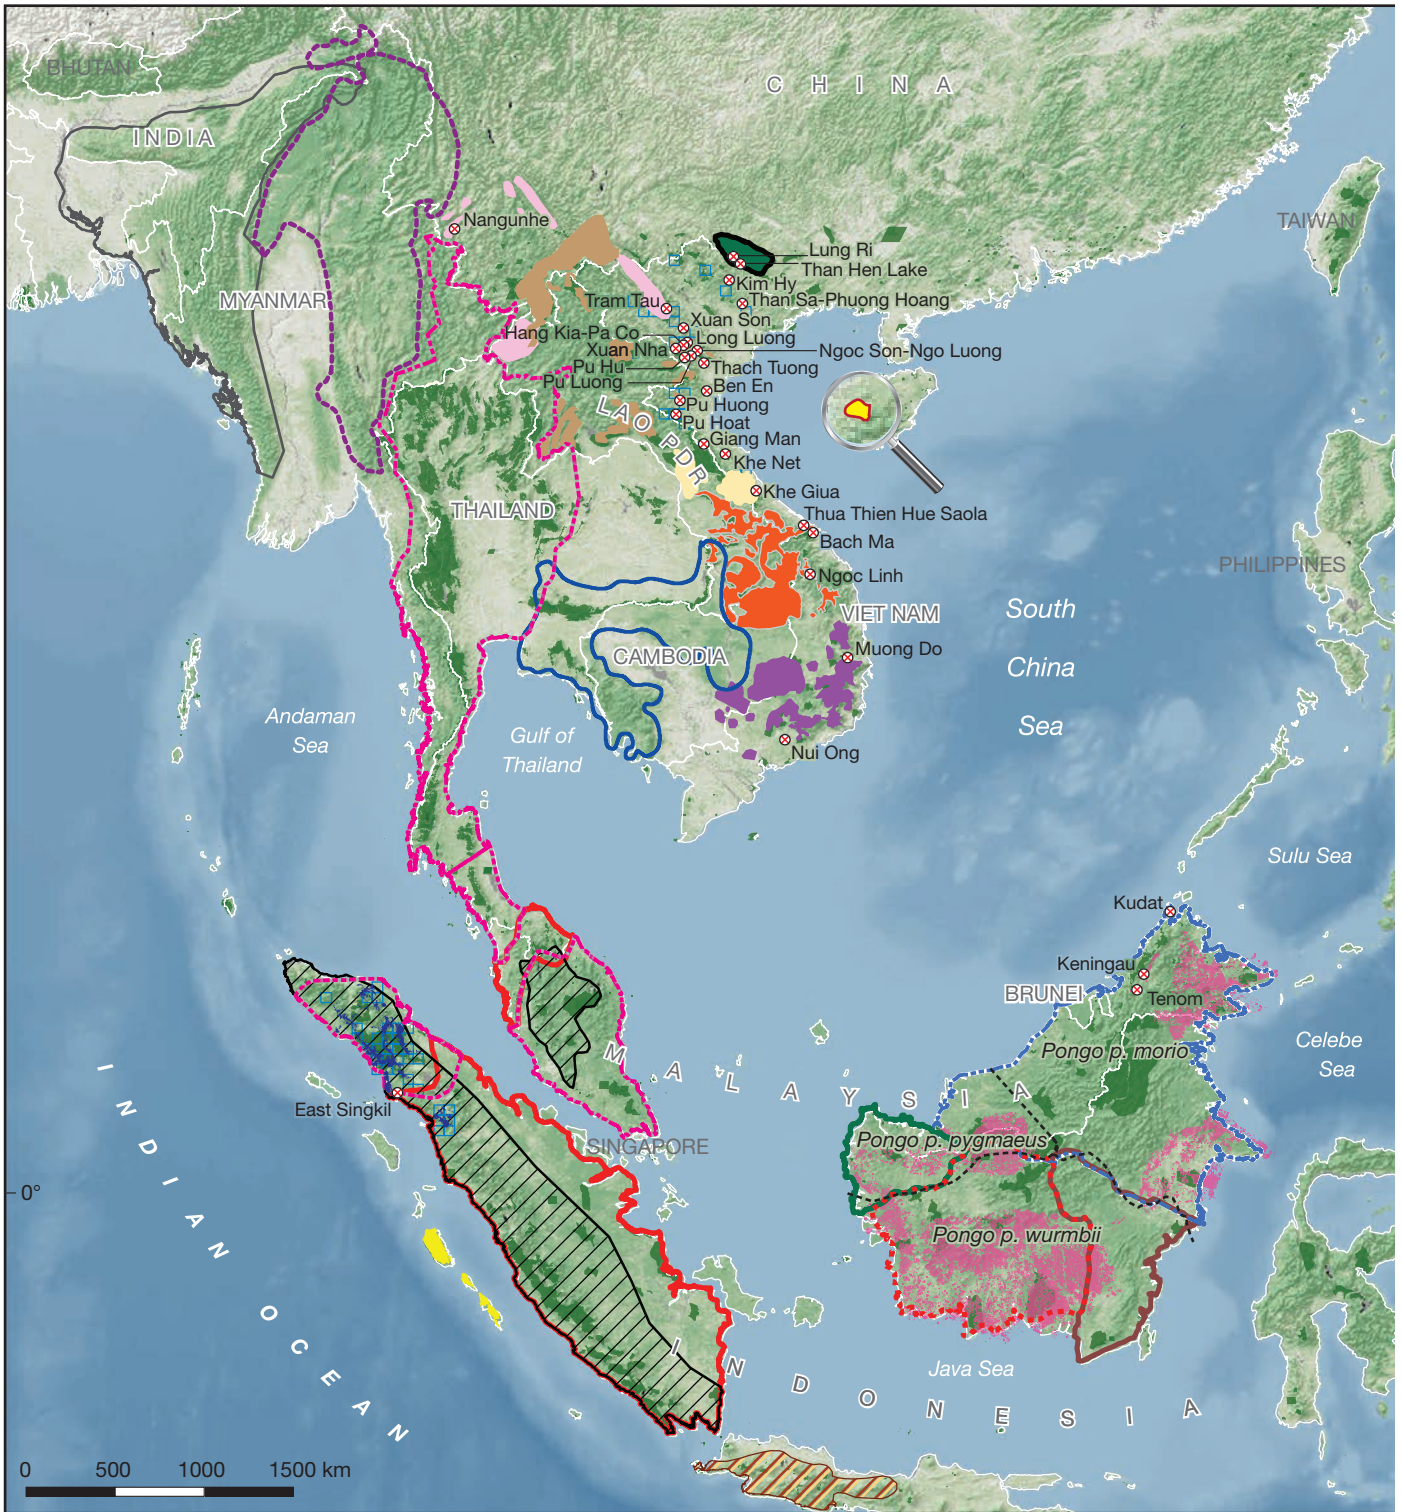 BHUTAN
CHINA
INDIA
TAIWAN
Nangunhe
Lung Ri
Than Hen Lake
Kim Hy
Than Sa-Phuong Hoang
MYANMAR
Tram Tau
Xuan Son
Hang Kia-Pa Co
Long Luong
Xuan Nha
Ngoc Son-Ngo Luong
Pu Hu
Thach Tuong
Pu Luong
Ben En
Pu Huong
Pu Hoat
LAO PDR
Giang Man
Khe Net
Khe Giua
THAILAND
Thua Thien Hue Saola
Bach Ma
PHILIPPINES
Ngoc Linh
VIET NAM
South
China
Sea
CAMBODIA
Muong Do
Andaman
Sea
Gulf of
Thailand
Nui Ong
Sulu Sea
Kudat
Keningau
BRUNEI
Tenom
Celebe
Sea
Pongo p. morio
MALAYSIA
East Singkil
SINGAPORE
Pongo p. pygmaeus
0°
Pongo p. wurmbii
INDIAN OCEAN
Java Sea
INDONESIA
0 500 1000 1500 km